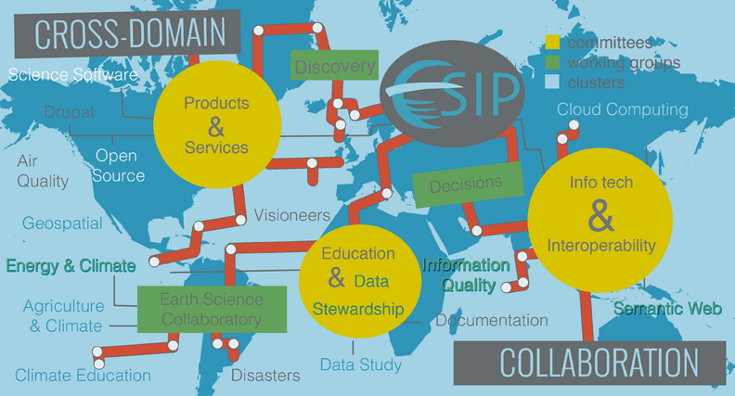 CROSS-DOMAIN
Science Software
Discovery
ESIP
committees
working groups
clusters
Drupal
Products
&
Services
Cloud Computing
Air
Quality
Open
Source
Decisions
Info tech
&
Interoperability
Geospatial
Visioneers
Energy & Climate
Education
& Data
Stewardship
Information
Quality
Agriculture
& Climate
Earth Science
Collaboratory
Documentation
Semantic Web
Climate Education
Disasters
Data Study
COLLABORATION